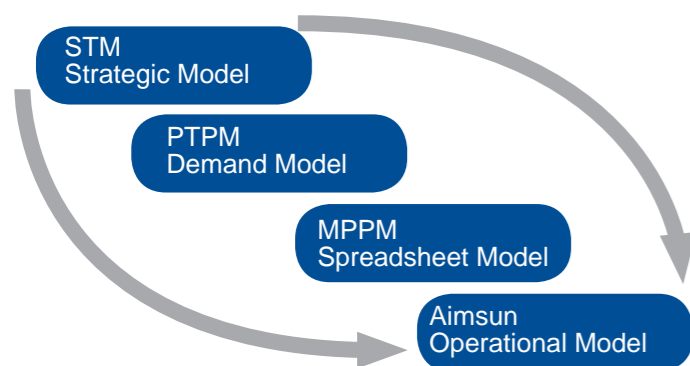 STM
Strategic Model
PTPM
Demand Model
MPPM
Spreadsheet Model
Aimsun
Operational Model